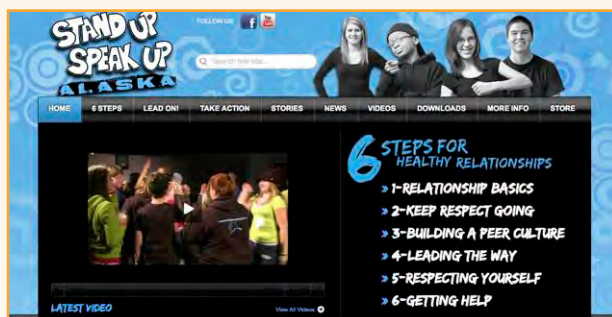 STAND UP
SPEAK UP
ALASKA
FOLLOW US
Search this site...
HOME 6 STEPS LEAD ON! TAKE ACTION STORIES NEWS VIDEOS DOWNLOADS MORE INFO STORE
6 STEPS FOR
HEALTHY RELATIONSHIPS
» 1-RELATIONSHIP BASICS
» 2-KEEP RESPECT GOING
» 3-BUILDING A PEER CULTURE
» 4-LEADING THE WAY
» 5-RESPECTING YOURSELF
» 6-GETTING HELP
LATEST VIDEO View All Videos